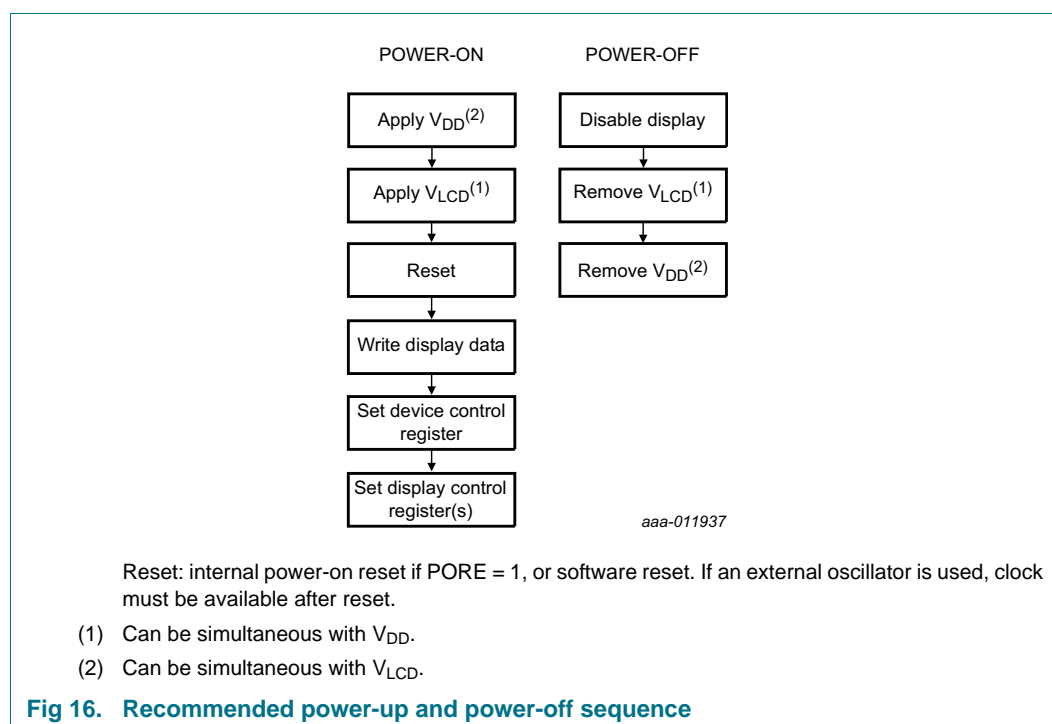 POWER-ON
Apply VDD(2)
Apply VLCD(1)
Reset
Write display data
Set device control
register
Set display control
register(s)
POWER-OFF
Disable display
Remove VLCD(1)
Remove VDD(2)
aaa-011937
Reset: internal power-on reset if PORE = 1, or software reset. If an external oscillator is used, clock
must be available after reset.
(1) Can be simultaneous with VDD.
(2) Can be simultaneous with VLCD.
Fig 16. Recommended power-up and power-off sequence